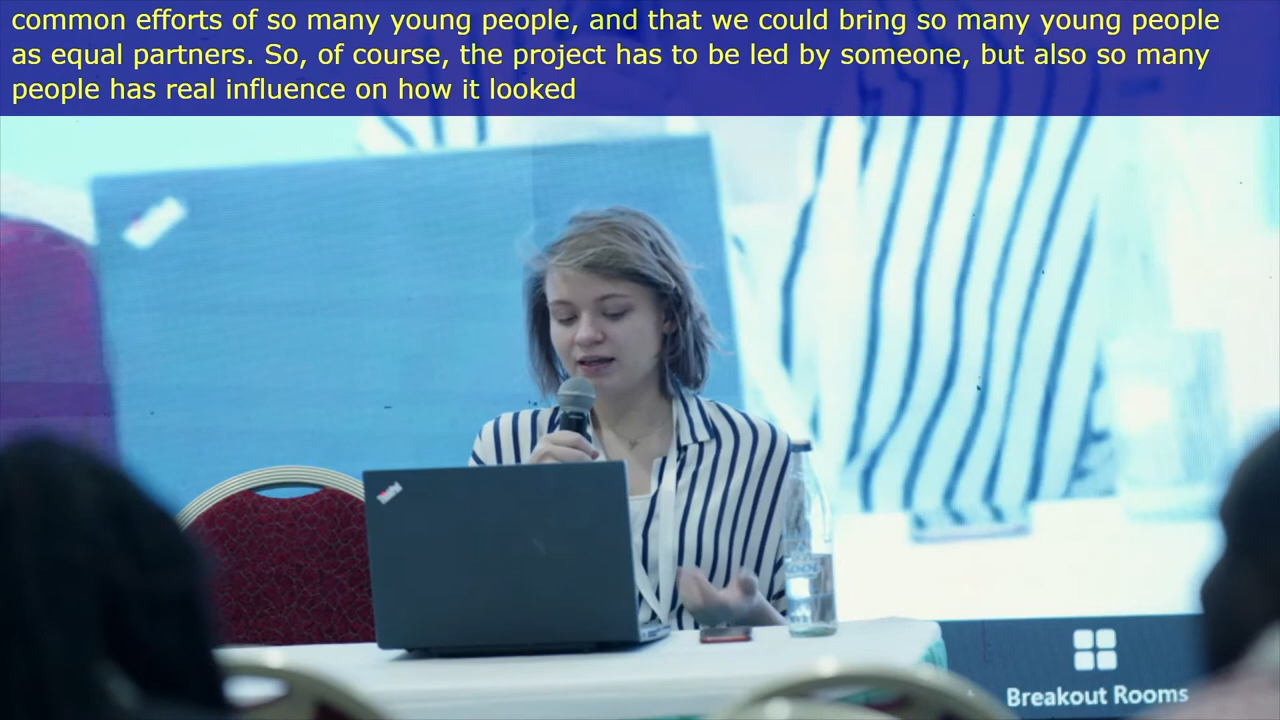 common efforts of so many young people, and that we could bring so many young people
as equal partners. So, of course, the project has to be led by someone, but also so many
people has real influence on how it looked
Breakout Rooms